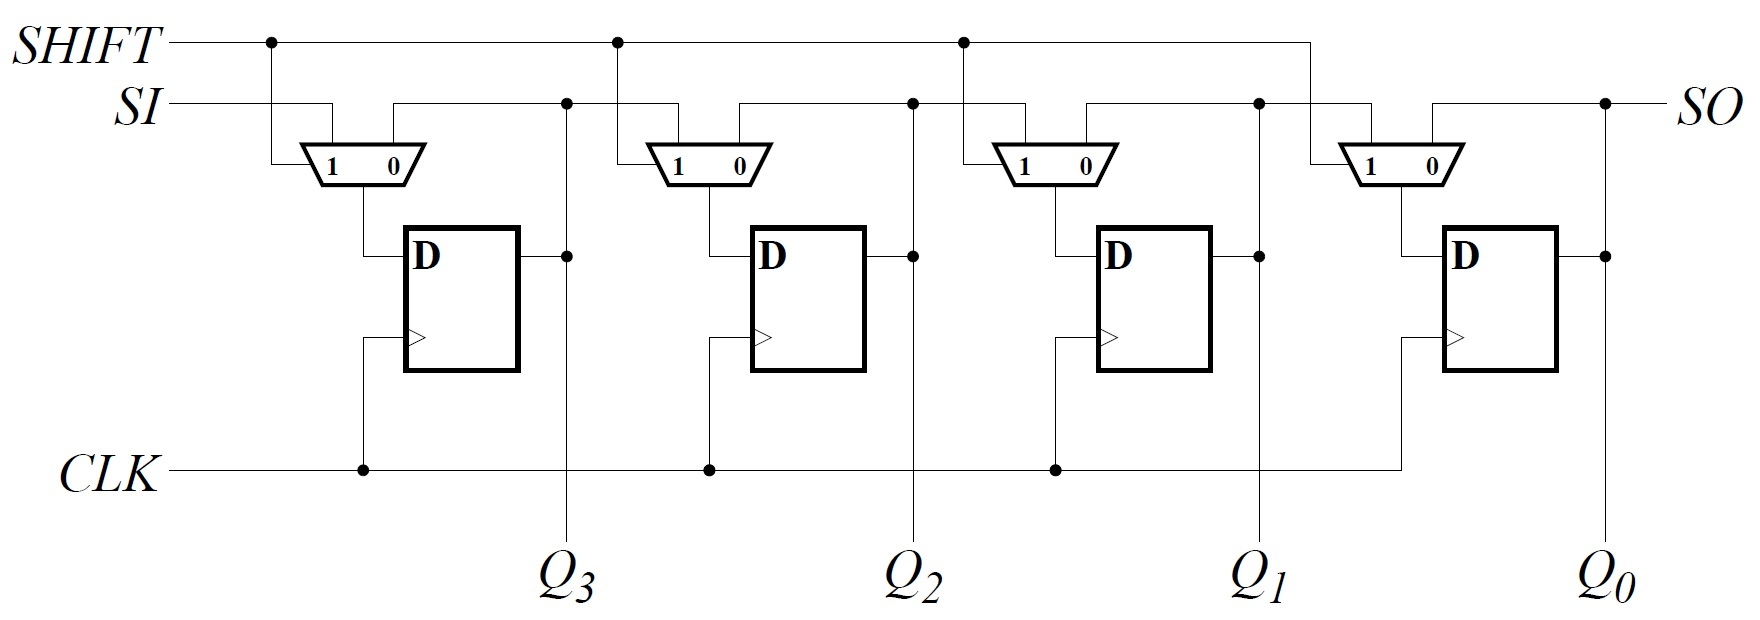 SHIFT
SI
SO
1 0 1 0 1 0 1 0
D D D D
CLK
Q3 Q2 Q1 Q0